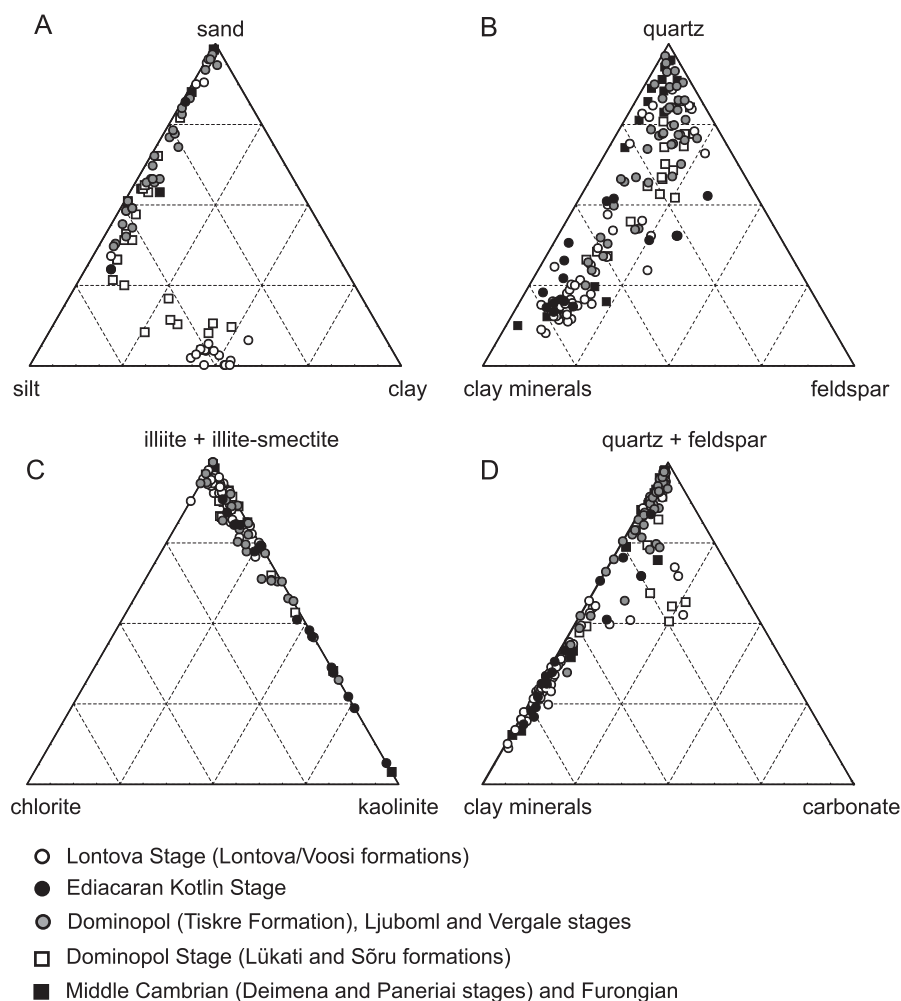 A
sand
silt
clay
B
quartz
clay minerals
feldspar
C
illiite + illite-smectite
chlorite
kaolinite
D
quartz + feldspar
clay minerals
carbonate
Lontova Stage (Lontova/Voosi formations)
Ediacaran Kotlin Stage
Dominopol (Tiskre Formation), Ljuboml and Vergale stages
Dominopol Stage (Lükati and Sõru formations)
Middle Cambrian (Deimena and Paneriai stages) and Furongian